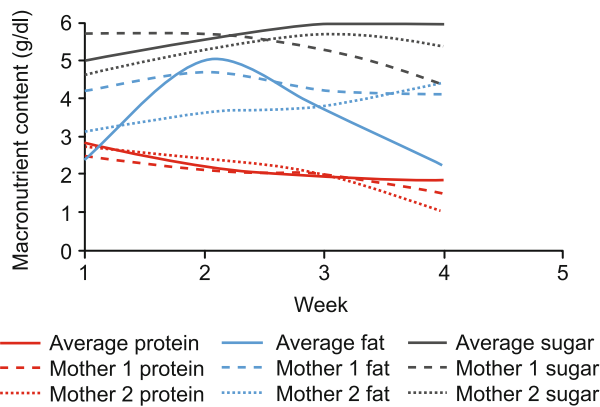 Macronutrient content (g/dl)
6
5
4
3
2
1
0
1 2 3 4 5
Week
Average protein Average fat Average sugar
Mother 1 protein Mother 1 fat Mother 1 sugar
Mother 2 protein Mother 2 fat Mother 2 sugar